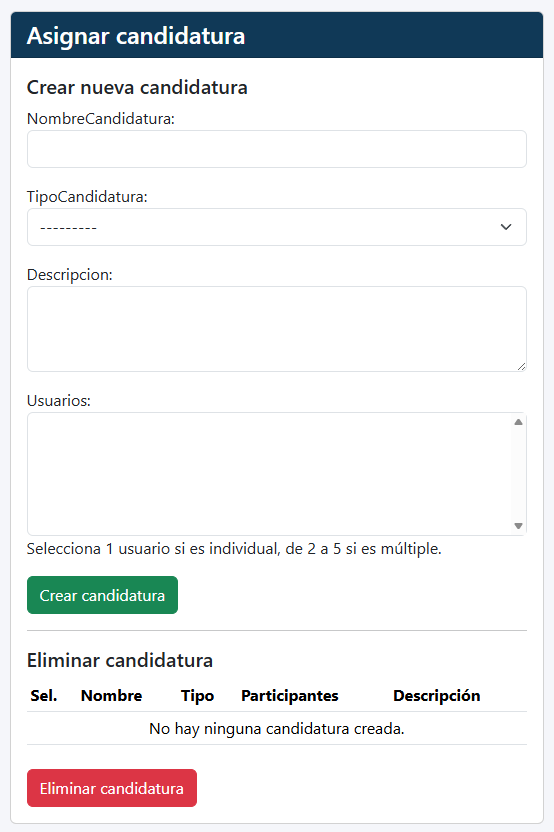 Asignar candidatura
Crear nueva candidatura
NombreCandidatura:
TipoCandidatura:
---------
Descripcion:
Usuarios:
Selecciona 1 usuario si es individual, de 2 a 5 si es múltiple.
Crear candidatura
Eliminar candidatura
Sel. Nombre Tipo Participantes Descripción
No hay ninguna candidatura creada.
Eliminar candidatura